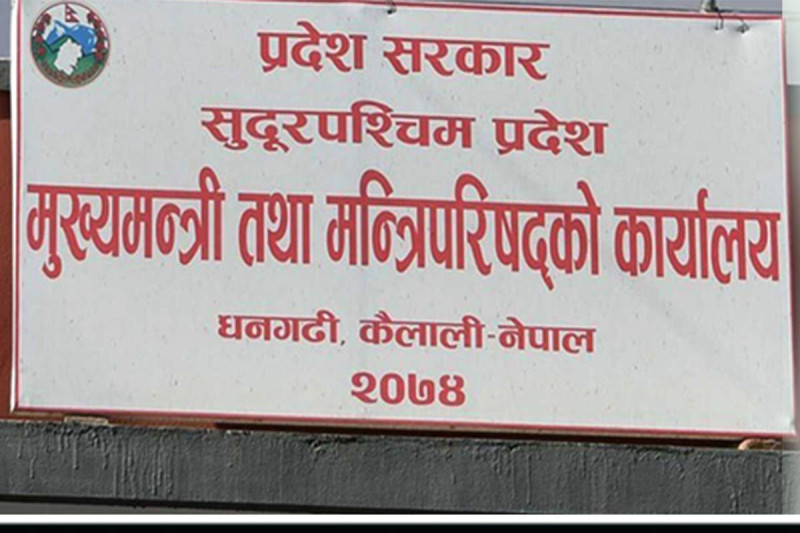 प्रदेश सरकार
सुदूरपश्चिम प्रदेश
मुख्यमन्त्री तथा मन्त्रिपरिषद्को कार्यालय
धनगढी, कैलाली-नेपाल
२०७४